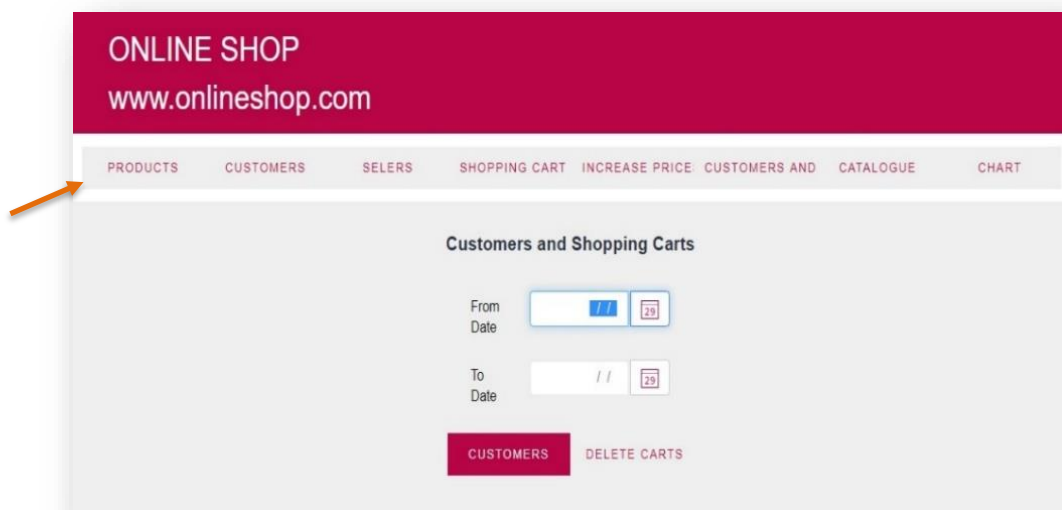 ONLINE SHOP
www.onlineshop.com
PRODUCTS CUSTOMERS SELERS SHOPPING CART INCREASE PRICE CUSTOMERS AND CATALOGUE CHART
Customers and Shopping Carts
From
Date
/ /
29
To
Date
/ /
29
CUSTOMERS DELETE CARTS